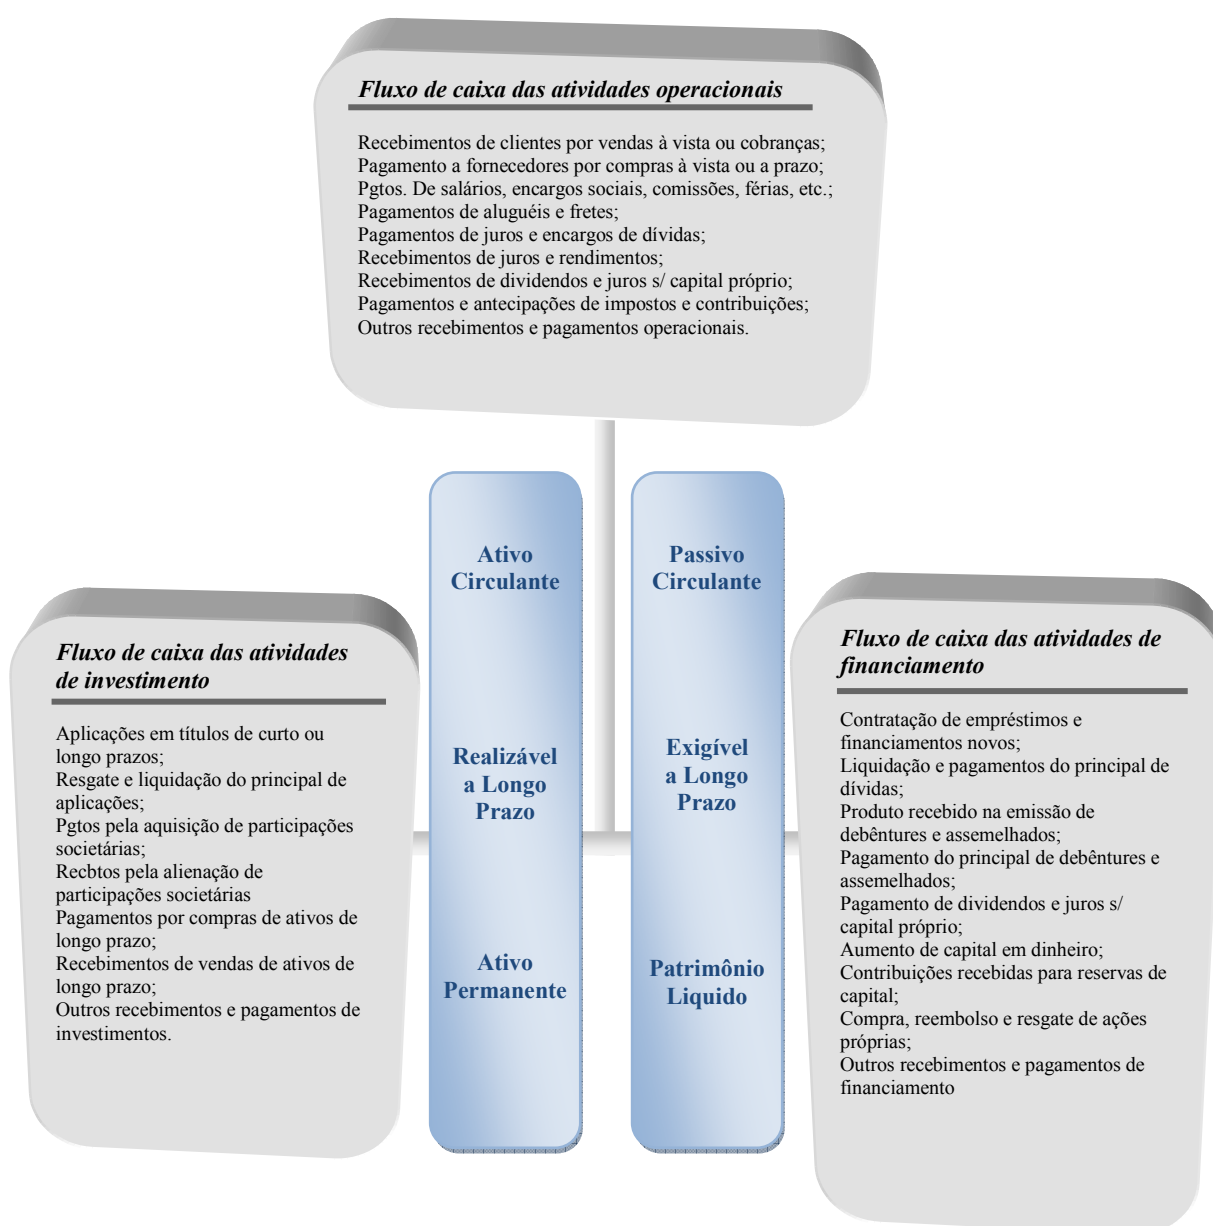 Fluxo de caixa das atividades operacionais
Recebimentos de clientes por vendas à vista ou cobranças;
Pagamento a fornecedores por compras à vista ou a prazo;
Pgtos. De salários, encargos sociais, comissões, férias, etc.;
Pagamentos de aluguéis e fretes;
Pagamentos de juros e encargos de dívidas;
Recebimentos de juros e rendimentos;
Recebimentos de dividendos e juros s/ capital próprio;
Pagamentos e antecipações de impostos e contribuições;
Outros recebimentos e pagamentos operacionais.
Fluxo de caixa das atividades
de investimento
Aplicações em títulos de curto ou
longo prazos;
Resgate e liquidação do principal de
aplicações;
Pgtos pela aquisição de participações
societárias;
Recbtos pela alienação de
participações societárias
Pagamentos por compras de ativos de
longo prazo;
Recebimentos de vendas de ativos de
longo prazo;
Outros recebimentos e pagamentos de
investimentos.
Ativo
Circulante
Realizável
a Longo
Prazo
Ativo
Permanente
Passivo
Circulante
Exigível
a Longo
Prazo
Patrimônio
Liquido
Fluxo de caixa das atividades de
financiamento
Contratação de empréstimos e
financiamentos novos;
Liquidação e pagamentos do principal de
dívidas;
Produto recebido na emissão de
debêntures e assemelhados;
Pagamento do principal de debêntures e
assemelhados;
Pagamento de dividendos e juros s/
capital próprio;
Aumento de capital em dinheiro;
Contribuições recebidas para reservas de
capital;
Compra, reembolso e resgate de ações
próprias;
Outros recebimentos e pagamentos de
financiamento